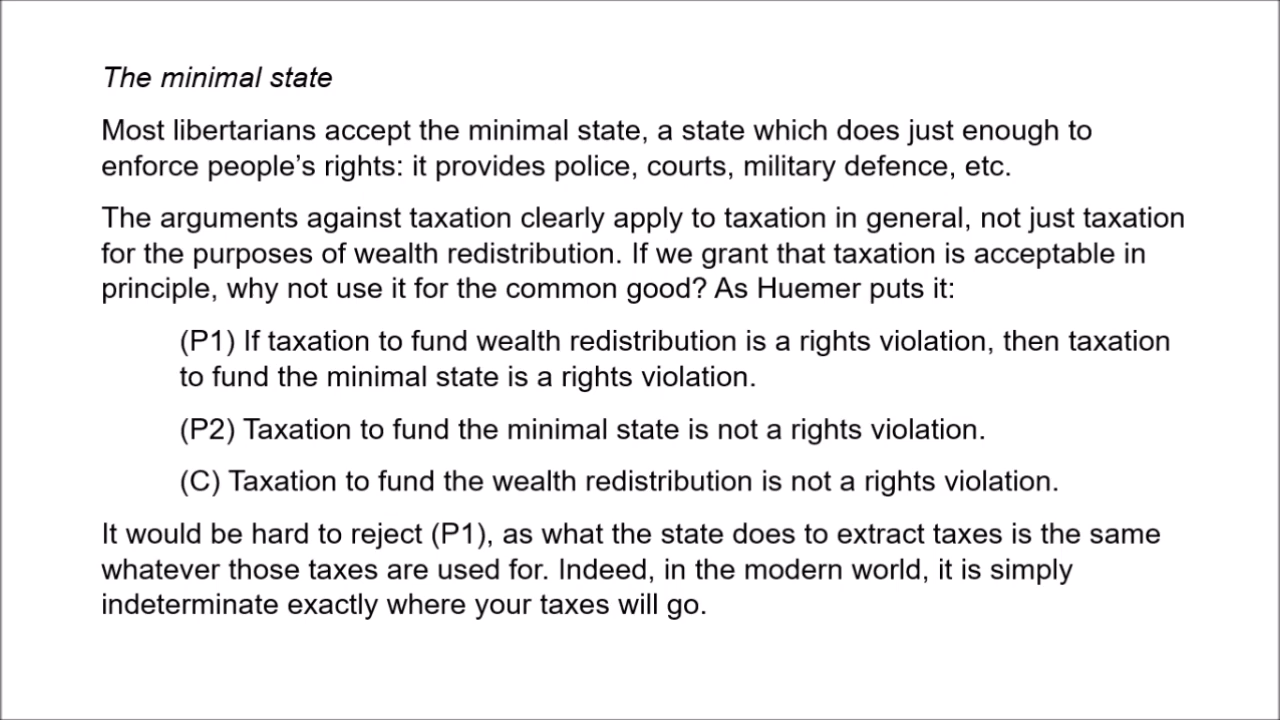 The minimal state
Most libertarians accept the minimal state, a state which does just enough to
enforce people’s rights: it provides police, courts, military defence, etc.
The arguments against taxation clearly apply to taxation in general, not just taxation
for the purposes of wealth redistribution. If we grant that taxation is acceptable in
principle, why not use it for the common good? As Huemer puts it:
(P1) If taxation to fund wealth redistribution is a rights violation, then taxation
to fund the minimal state is a rights violation.
(P2) Taxation to fund the minimal state is not a rights violation.
(C) Taxation to fund the wealth redistribution is not a rights violation.
It would be hard to reject (P1), as what the state does to extract taxes is the same
whatever those taxes are used for. Indeed, in the modern world, it is simply
indeterminate exactly where your taxes will go.